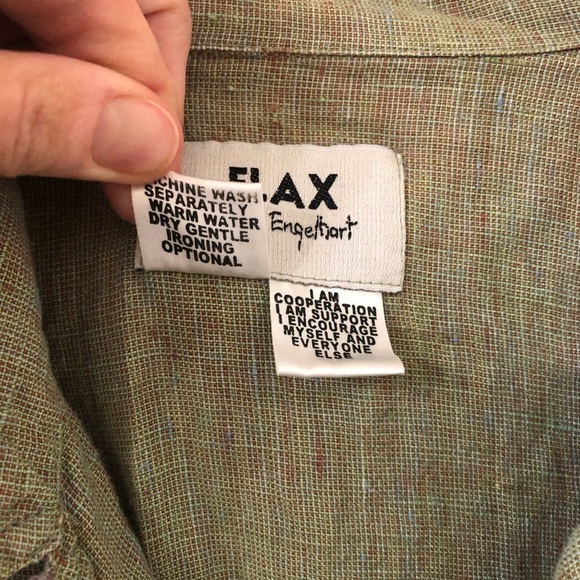 FLAX
Engelhart
CHINE WASH
SEPARATELY
WARM WATER
DRY GENTLE
IRONING
OPTIONAL
I AM
COOPERATION
I AM SUPPORT
I ENCOURAGE
MYSELF AND
EVERYONE
ELSE